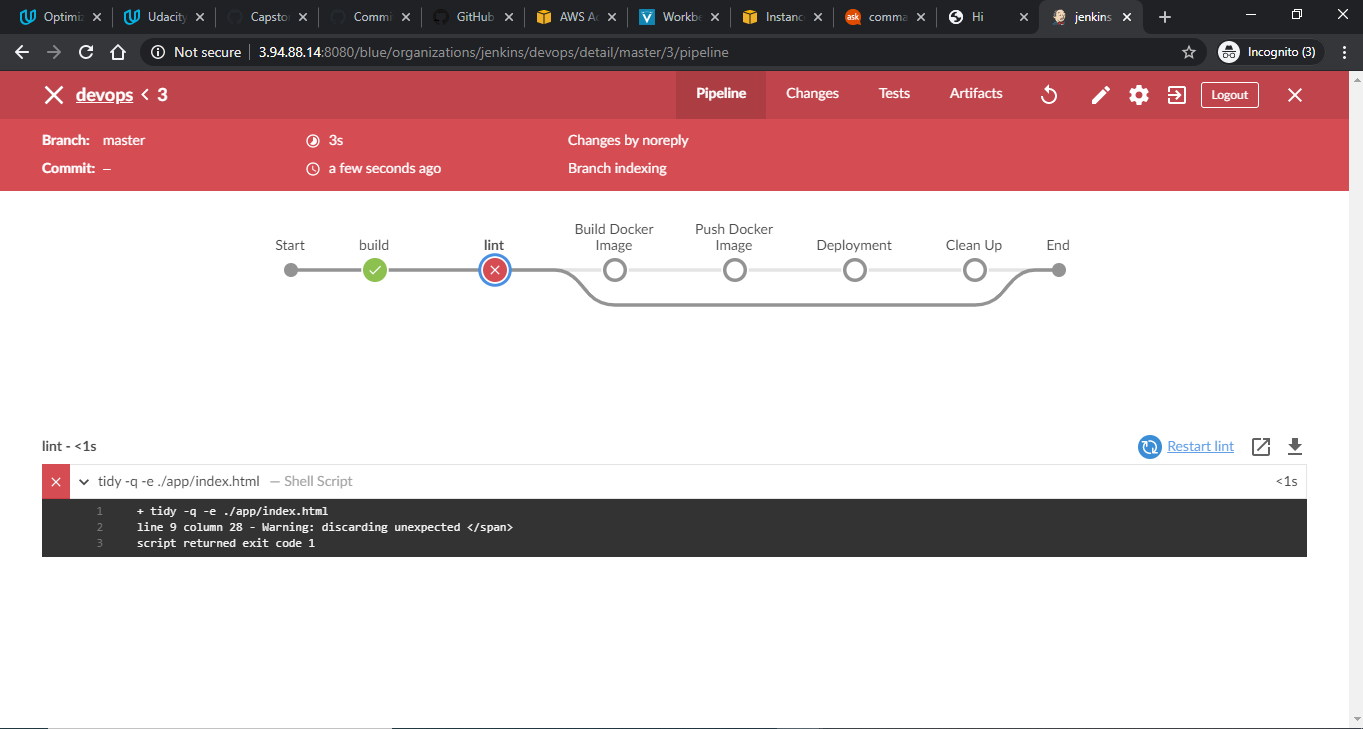 Optimi
Udacity
Capsto
Commi
GitHub
AWS A
Workbe
Instanc
comma
Hi
jenkins
Not secure
3.94.88.14:8080/blue/organizations/jenkins/devops/detail/master/3/pipeline
Incognito (3)
devops < 3
Pipeline
Changes
Tests
Artifacts
Logout
Branch: master
3s
Changes by noreply
Commit: –
a few seconds ago
Branch indexing
Start
build
lint
Build Docker
Image
Push Docker
Image
Deployment
Clean Up
End
lint - <1s
Restart lint
tidy -q -e ./app/index.html — Shell Script
<1s
1 + tidy -q -e ./app/index.html
2 line 9 column 28 - Warning: discarding unexpected </span>
3 script returned exit code 1